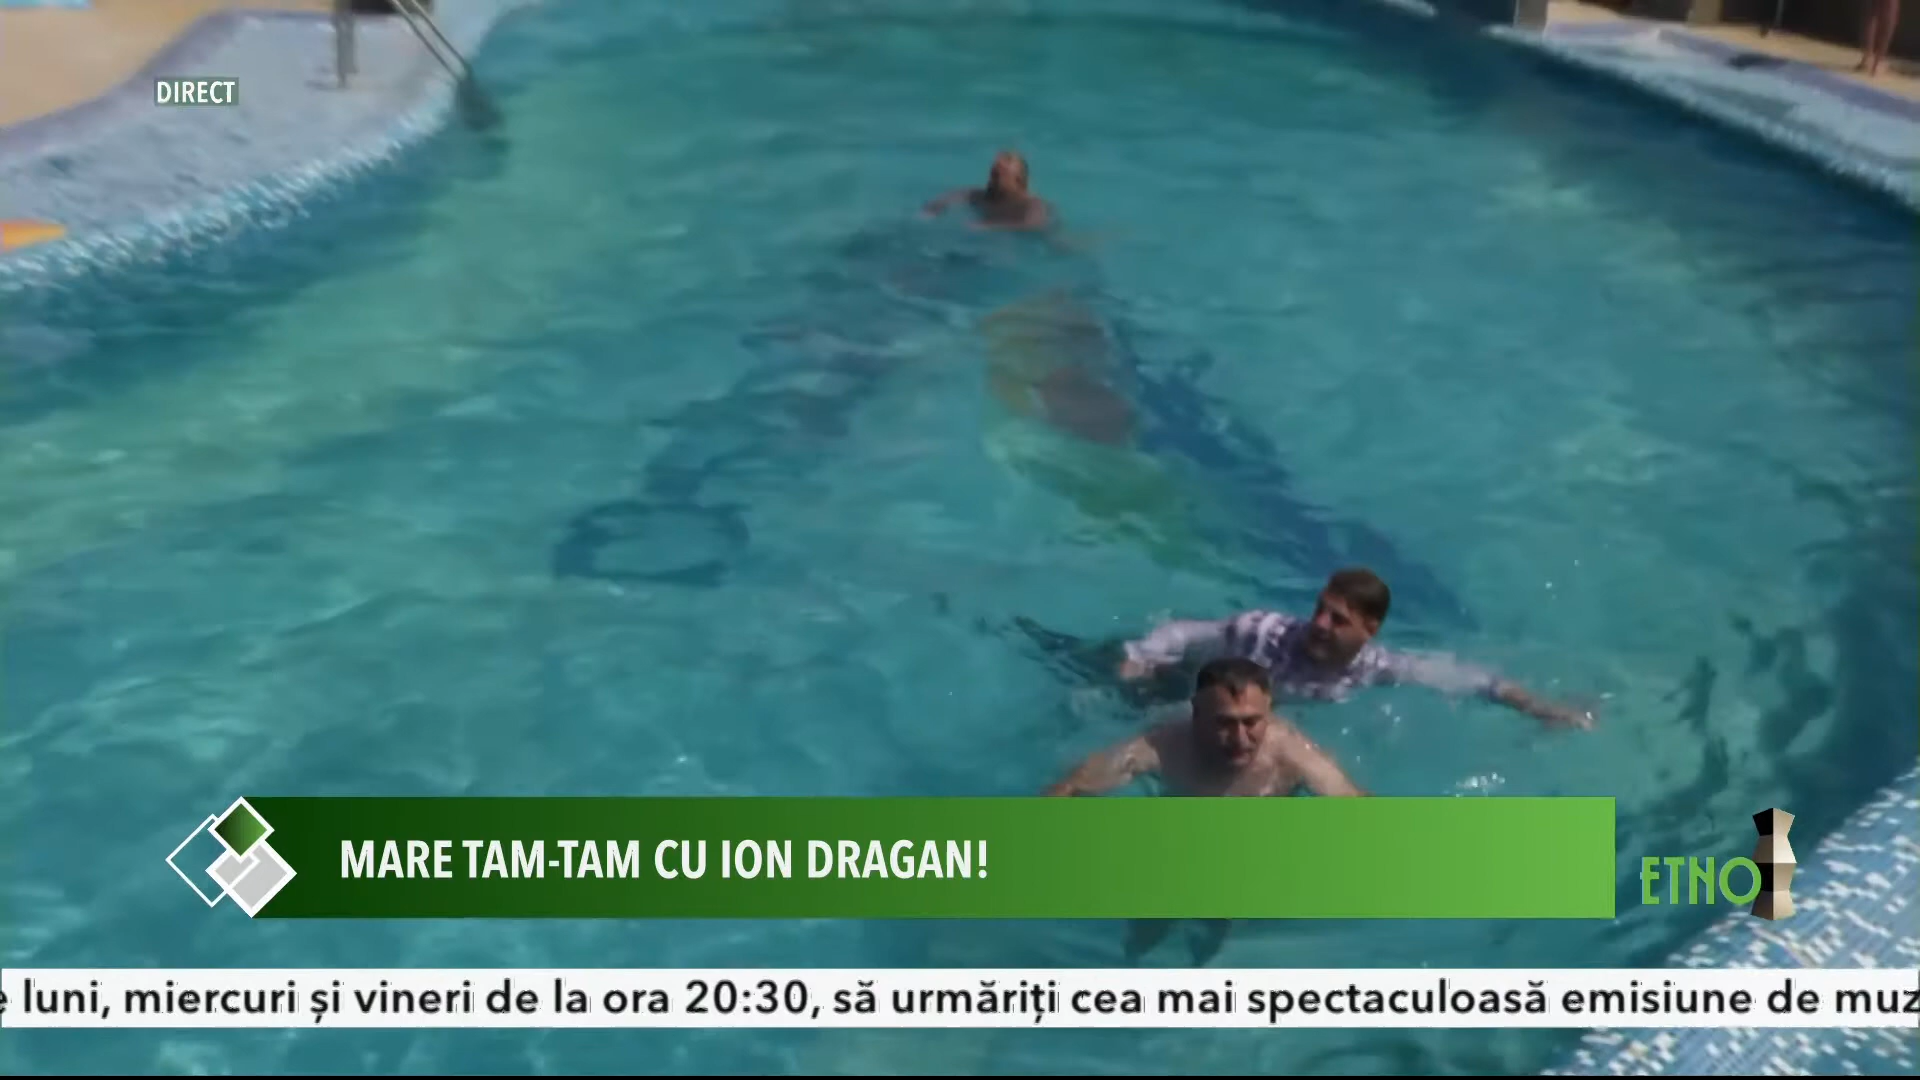 DIRECT
MARE TAM-TAM CU ION DRAGAN!
ETNO
luni, miercuri și vineri de la ora 20:30, să urmăriți cea mai spectaculoasă emisiune de muz